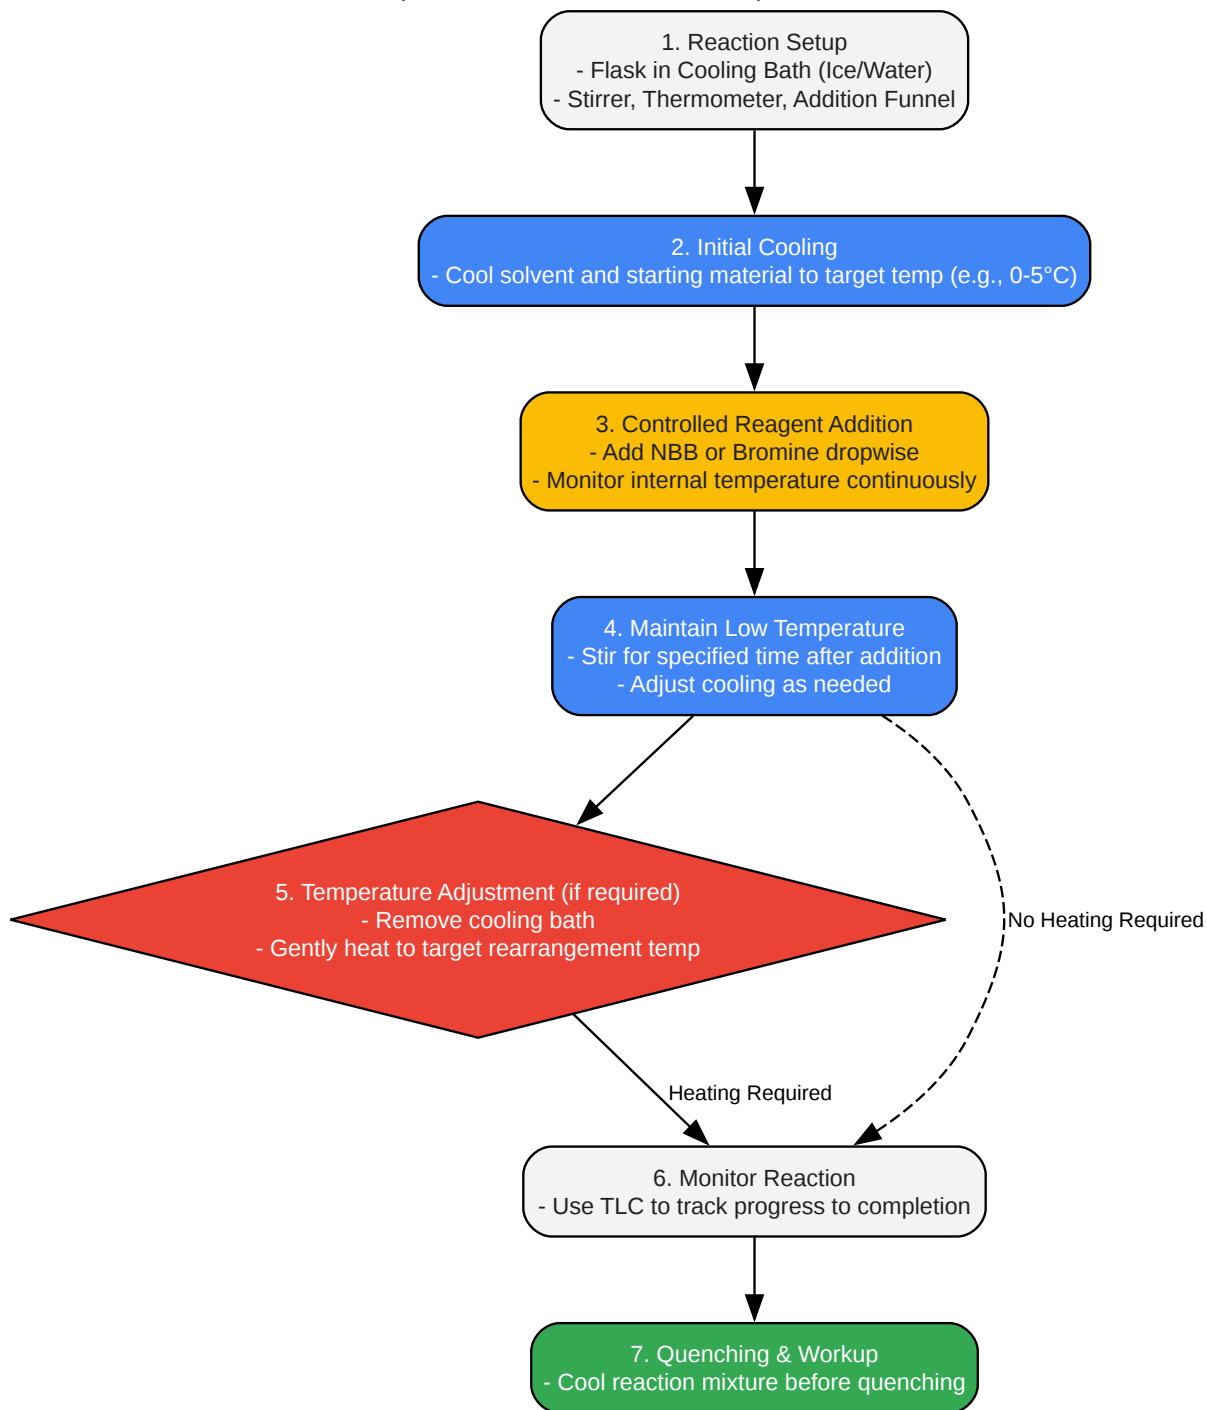 1. Reaction Setup
- Flask in Cooling Bath (Ice/Water)
- Stirrer, Thermometer, Addition Funnel
2. Initial Cooling
- Cool solvent and starting material to target temp (e.g., 0-5°C)
3. Controlled Reagent Addition
- Add NBB or Bromine dropwise
- Monitor internal temperature continuously
4. Maintain Low Temperature
- Stir for specified time after addition
- Adjust cooling as needed
5. Temperature Adjustment (if required)
- Remove cooling bath
- Gently heat to target rearrangement temp
No Heating Required
Heating Required
6. Monitor Reaction
- Use TLC to track progress to completion
7. Quenching & Workup
- Cool reaction mixture before quenching